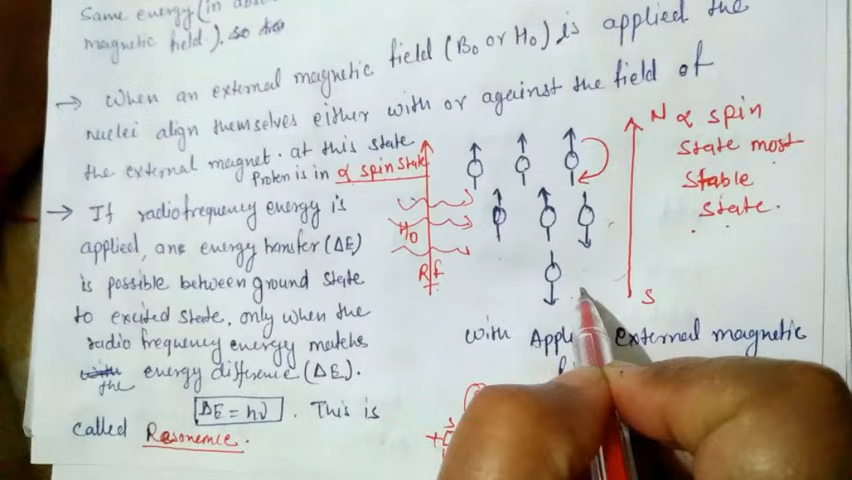 Same energy (in abs
magnetic field). so
→ When an external magnetic field (B₀ or H₀) is applied the
nuclei align themselves either with or against the field of
the external magnet. at this state
Proton is in α spin state
→ If radiofrequency energy is
applied, an energy transfer (ΔE)
is possible between ground state
to excited state, only when the
radio frequency energy matches
the energy difference (ΔE).
ΔE = hν . This is
called Resonence.
H₀
Rf
N α spin
state most
stable
state.
S
with Appl external magnetic